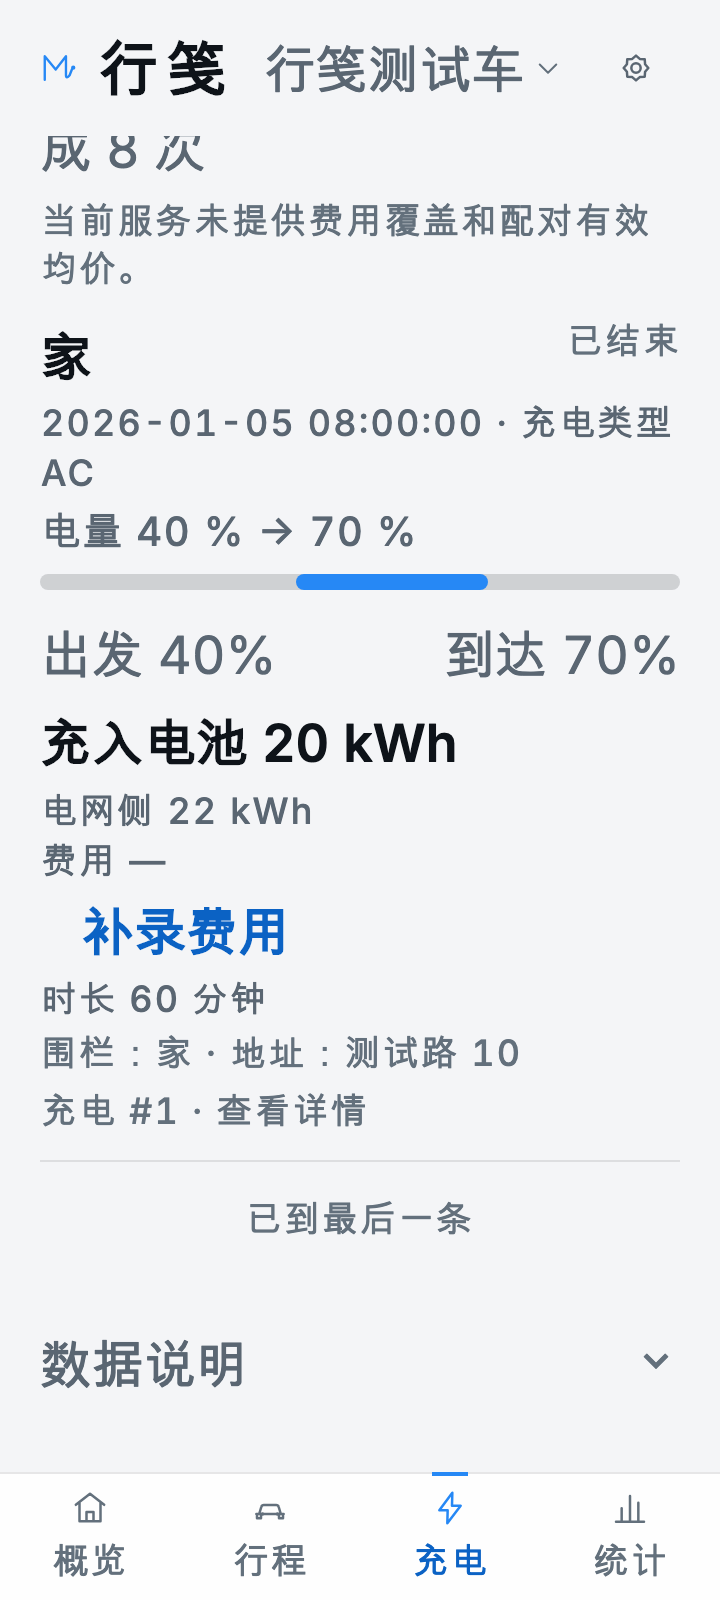 行笺 行笺测试车
成 8 次
当前服务未提供费用覆盖和配对有效
均价。
家 已结束
2026-01-05 08:00:00 · 充电类型
AC
电量 40 % → 70 %
出发 40% 到达 70%
充入电池 20 kWh
电网侧 22 kWh
费用 —
补录费用
时长 60 分钟
围栏：家 · 地址：测试路 10
充电 #1 · 查看详情
已到最后一条
数据说明
概览 行程 充电 统计